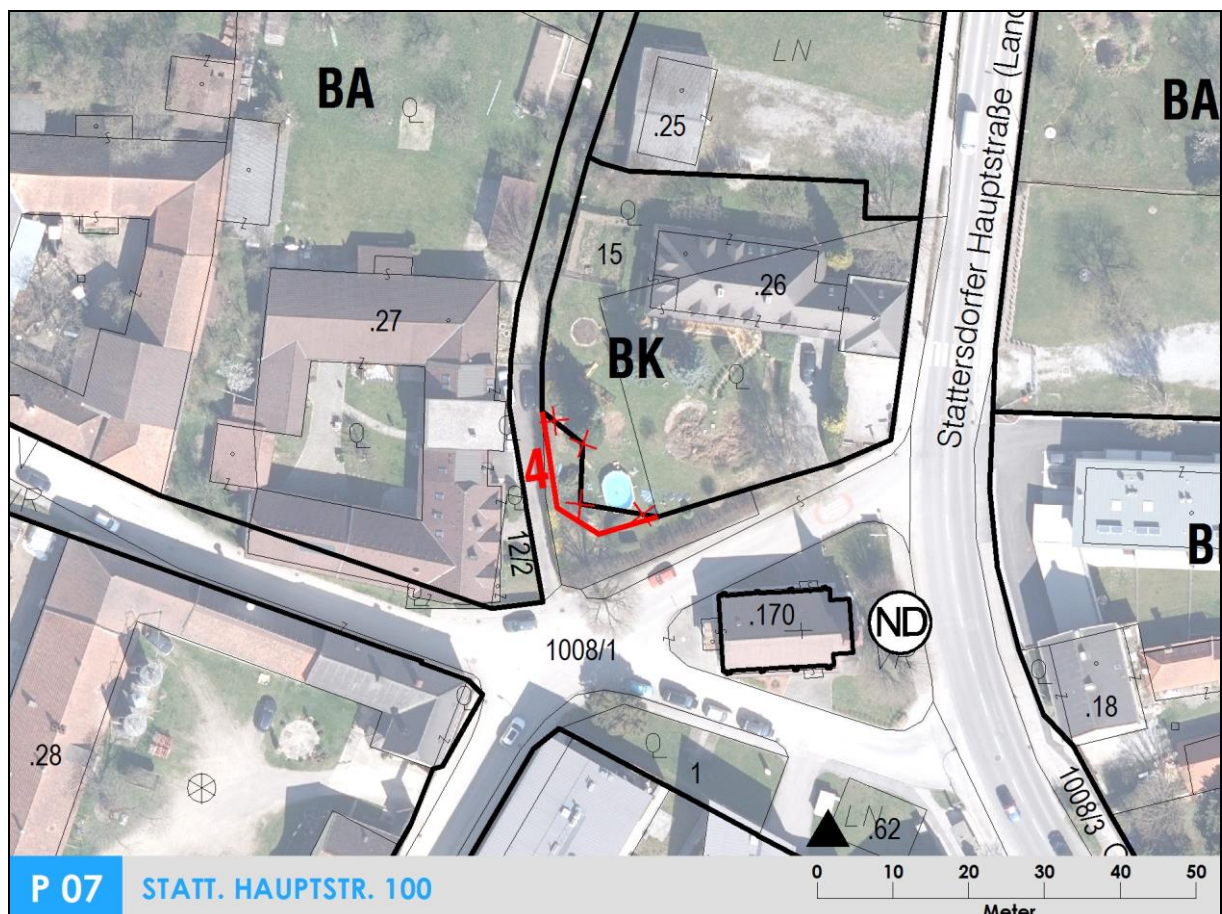 BA
LN
.25
BA
Stattersdorfer Hauptstraße (Land
15
.26
.27
BK
4
12/2
.170
ND
1008/1
.28
.18
1
1008/3
LN
.62
P 07
STATT. HAUPTSTR. 100
0 10 20 30 40 50
Meter